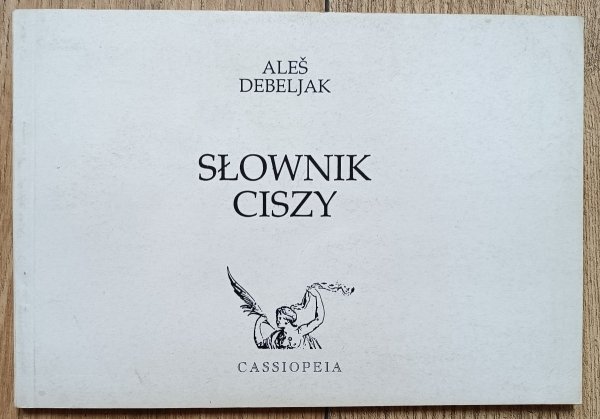 ALEŠ
DEBELJAK
SŁOWNIK
CISZY
CASSIOPEIA